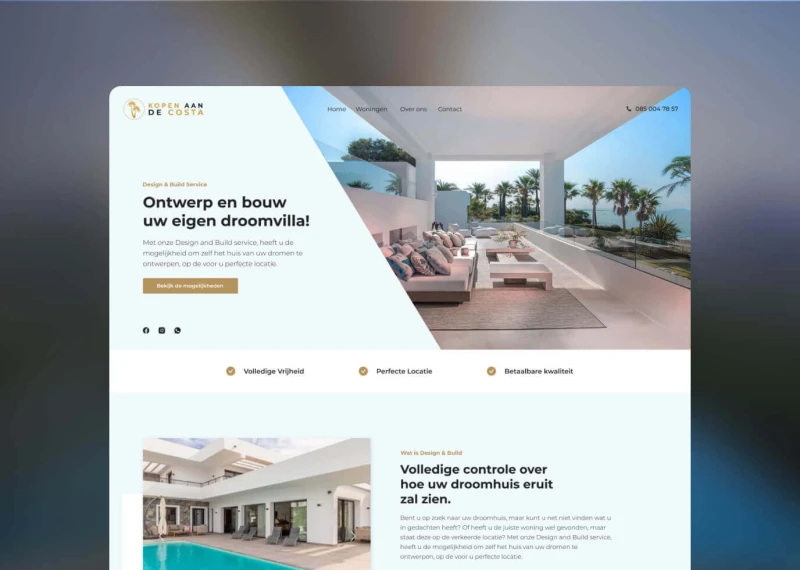 KOPEN AAN
DE COSTA
Home Woningen Over ons Contact
085 004 78 57
Design & Build Service
Ontwerp en bouw
uw eigen droomvilla!
Met onze Design and Build service, heeft u de
mogelijkheid om zelf het huis van uw dromen te
ontwerpen, op de voor u perfecte locatie.
Bekijk de mogelijkheden
Volledige Vrijheid
Perfecte Locatie
Betaalbare kwaliteit
Wat is Design & Build
Volledige controle over
hoe uw droomhuis eruit
zal zien.
Bent u op zoek naar uw droomhuis, maar kunt u net niet vinden wat u
in gedachten heeft? Of heeft u de juiste woning wel gevonden, maar
staat deze op de verkeerde locatie? Met onze Design and Build service,
heeft u de mogelijkheid om zelf het huis van uw dromen te
ontwerpen, op de voor u perfecte locatie.